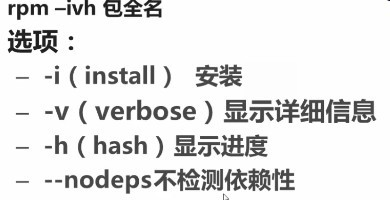 rpm –ivh 包全名
选项：
– -i（install） 安装
– -v（verbose）显示详细信息
– -h（hash）显示进度
– --nodeps不检测依赖性